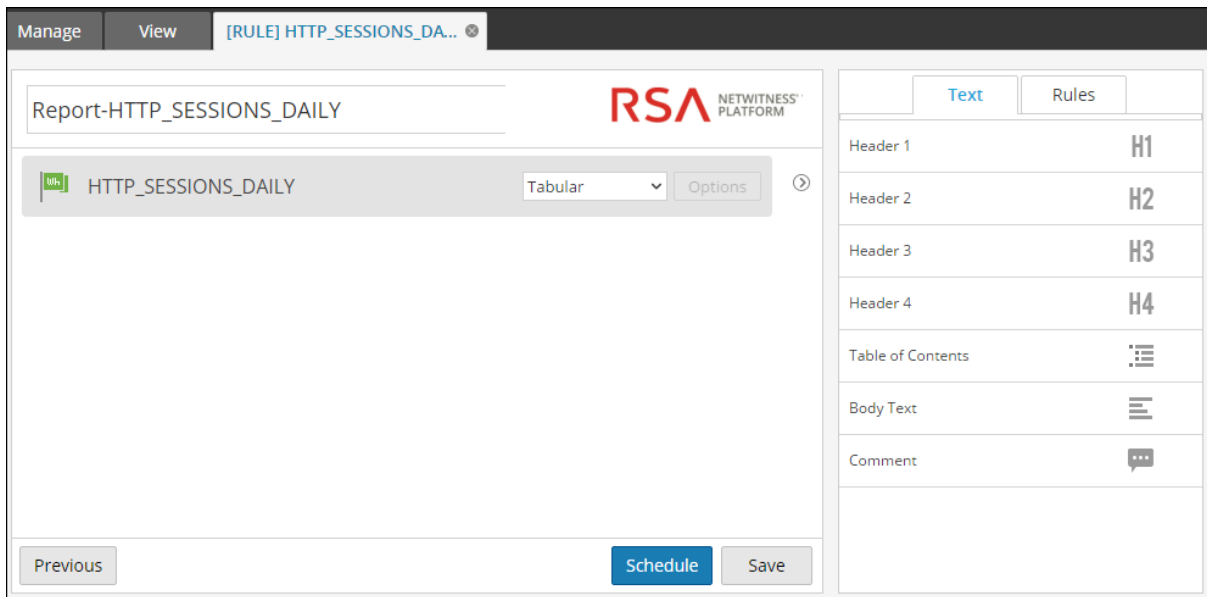 Manage View [RULE] HTTP_SESSIONS_DA...
Report-HTTP_SESSIONS_DAILY
RSA NETWITNESS PLATFORM
Wh HTTP_SESSIONS_DAILY Tabular Options
Text Rules
Header 1 H1
Header 2 H2
Header 3 H3
Header 4 H4
Table of Contents
Body Text
Comment
Previous Schedule Save